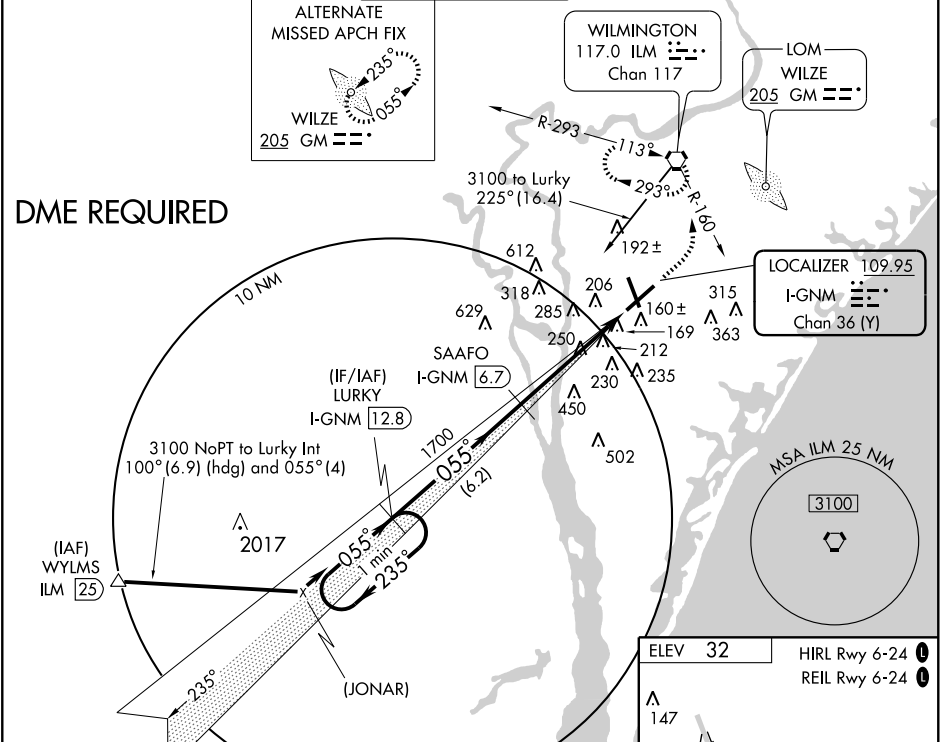 ALTERNATE
MISSED APCH FIX
235°
055°
WILZE
205 GM
WILMINGTON
117.0 ILM
Chan 117
LOM
WILZE
205 GM
R-293
113°
293°
R-160
3100 to Lurky
225° (16.4)
DME REQUIRED
192 ±
612
10 NM
318
206
285
160 ±
315
LOCALIZER 109.95
I-GNM
Chan 36 (Y)
629
250
169
363
SAAFO
I-GNM 6.7
212
230
235
(IF/IAF)
LURKY
I-GNM 12.8
450
1700
055°
(6.2)
502
3100 NoPT to Lurky Int
100° (6.9) (hdg) and 055° (4)
MSA ILM 25 NM
3100
2017
055°
1 min
235°
(IAF)
WYLMS
ILM 25
x
(JONAR)
235°
ELEV 32
HIRL Rwy 6-24 L
REIL Rwy 6-24 L
147